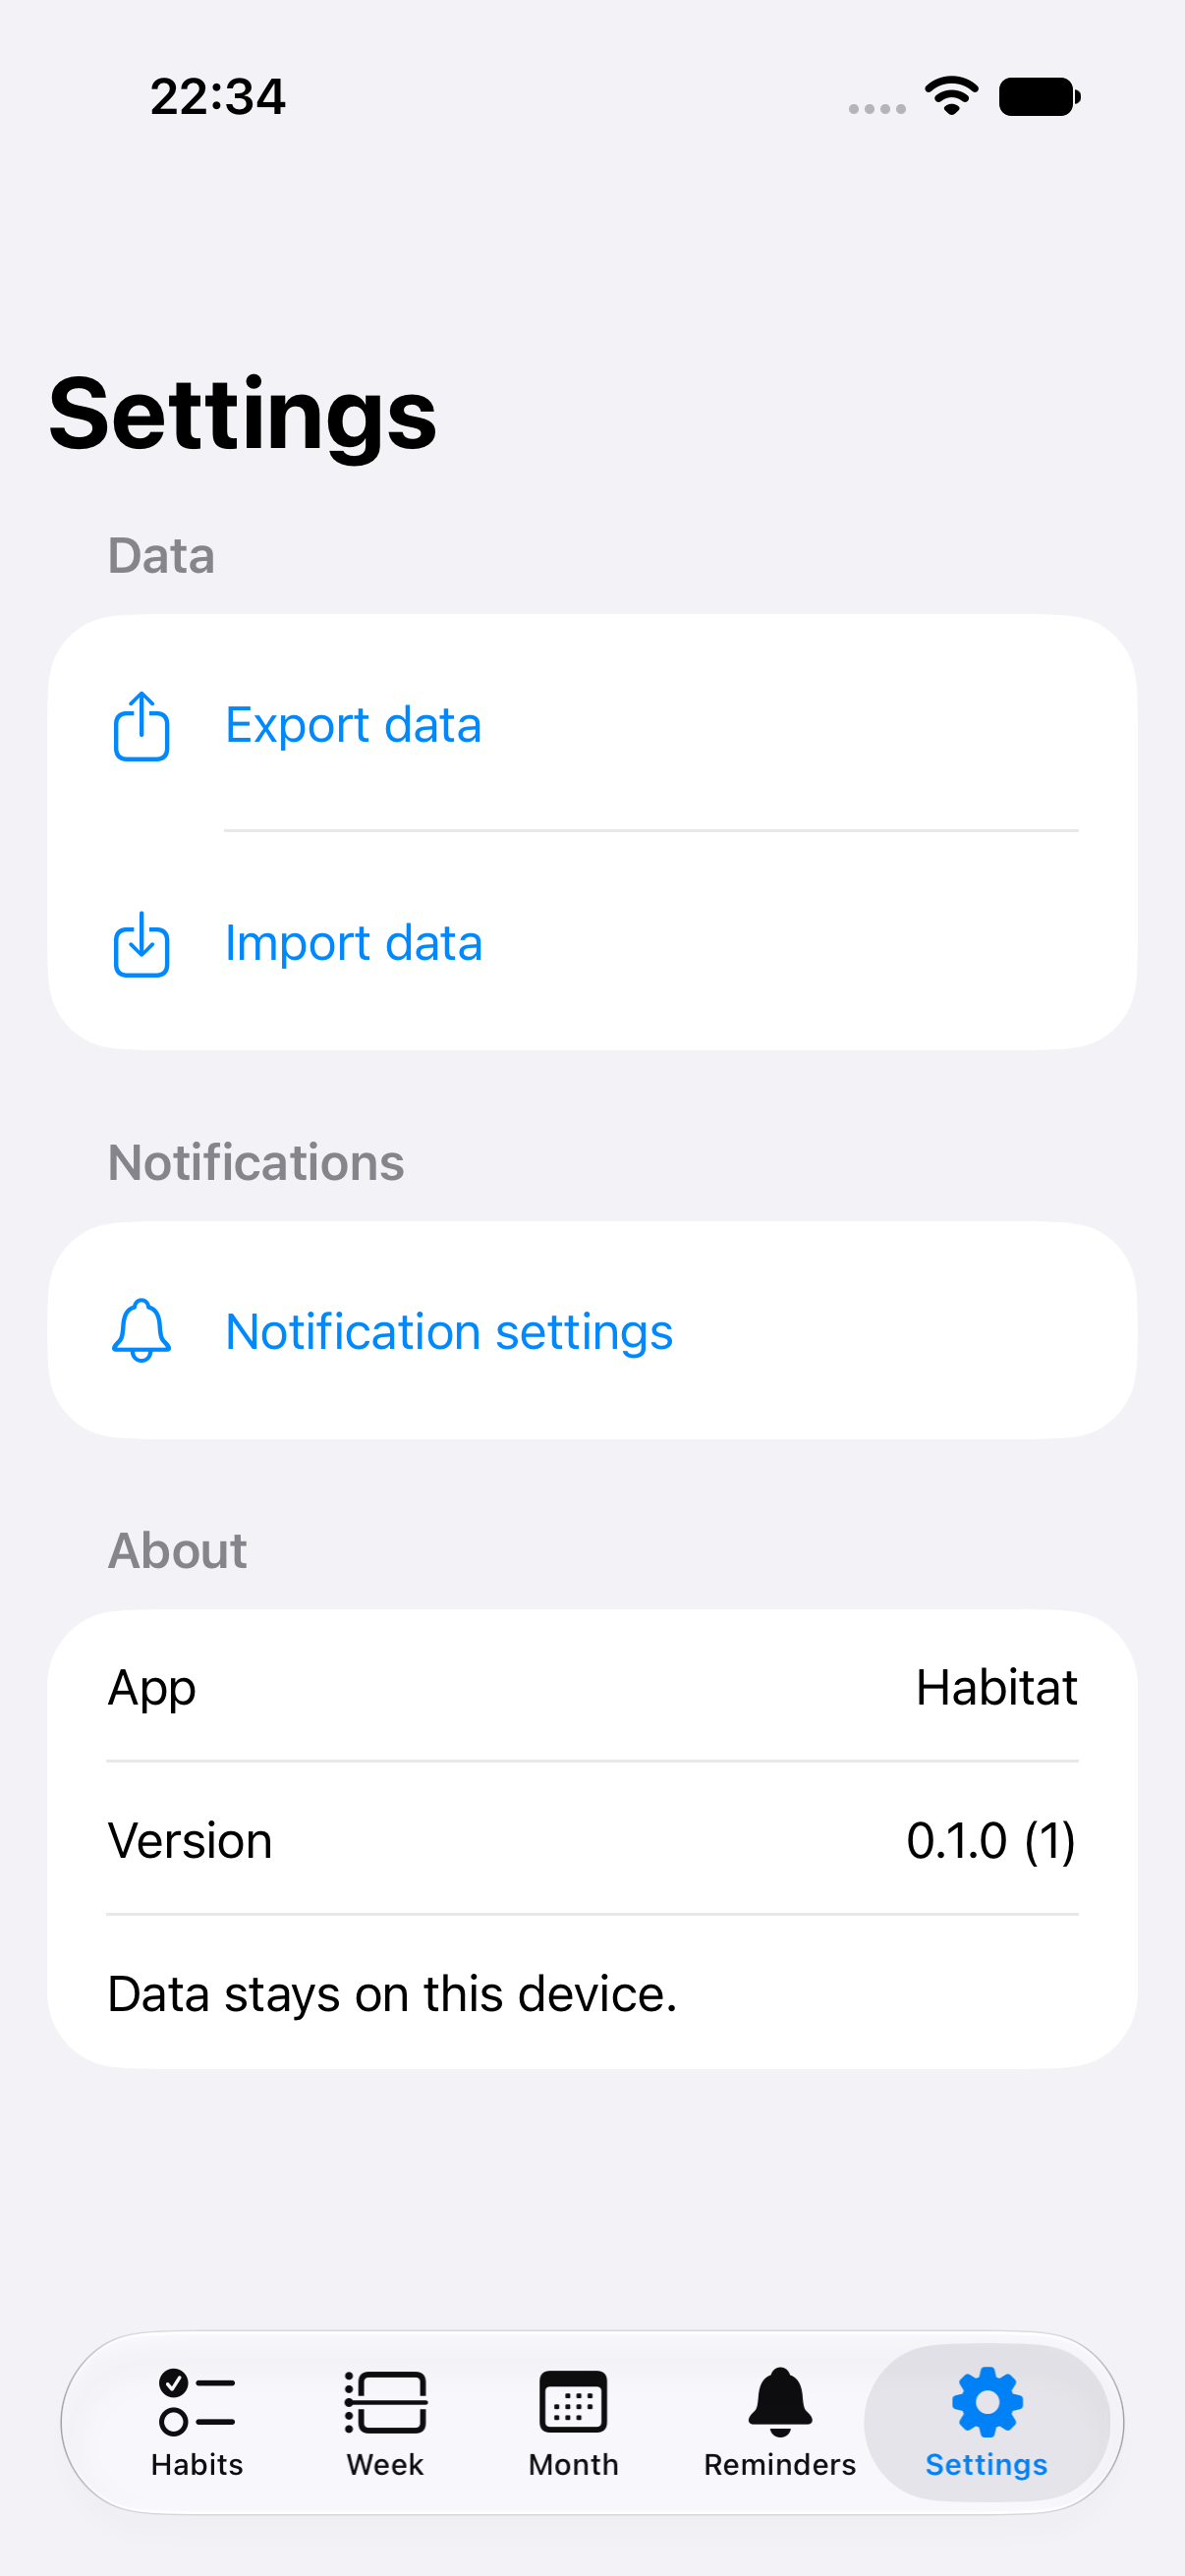 22:34
Settings
Data
Export data
Import data
Notifications
Notification settings
About
App Habitat
Version 0.1.0 (1)
Data stays on this device.
Habits Week Month Reminders Settings